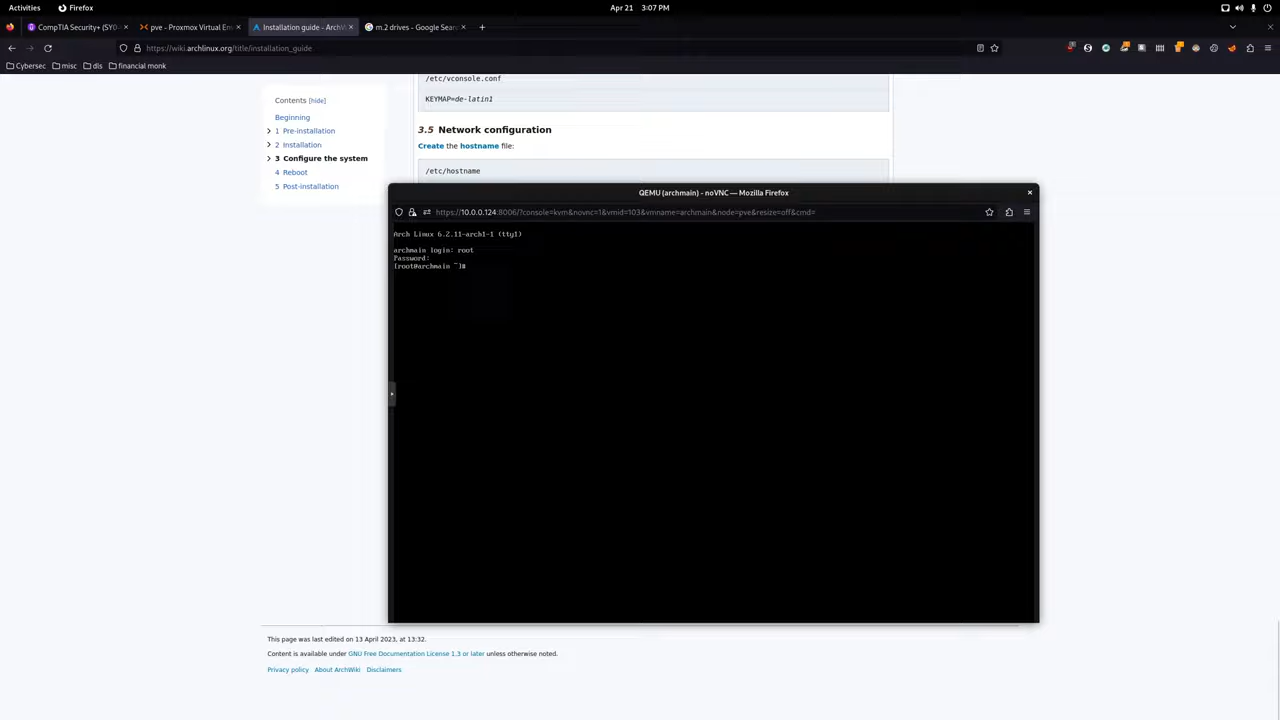 Activities Firefox Apr 21 3:07 PM
CompTIA Security+ (SY0- pve - Proxmox Virtual Env Installation guide - ArchW m.2 drives - Google Sear
https://wiki.archlinux.org/title/installation_guide
Cybersec misc dls financial monk
/etc/vconsole.conf
KEYMAP=de-latin1
Contents [hide]
Beginning
1 Pre-installation
2 Installation
3 Configure the system
4 Reboot
5 Post-installation
3.5 Network configuration
Create the hostname file:
/etc/hostname
QEMU (archmain) - noVNC — Mozilla Firefox
https://10.0.0.124:8006/?console=kvm&novnc=1&vmid=103&vmname=archmain&node=pve&resize=off&cmd=
Arch Linux 6.2.11-arch1-1 (tty1)
archmain login: root
Password:
[root@archmain ~]#
This page was last edited on 13 April 2023, at 13:32.
Content is available under GNU Free Documentation License 1.3 or later unless otherwise noted.
Privacy policy About ArchWiki Disclaimers